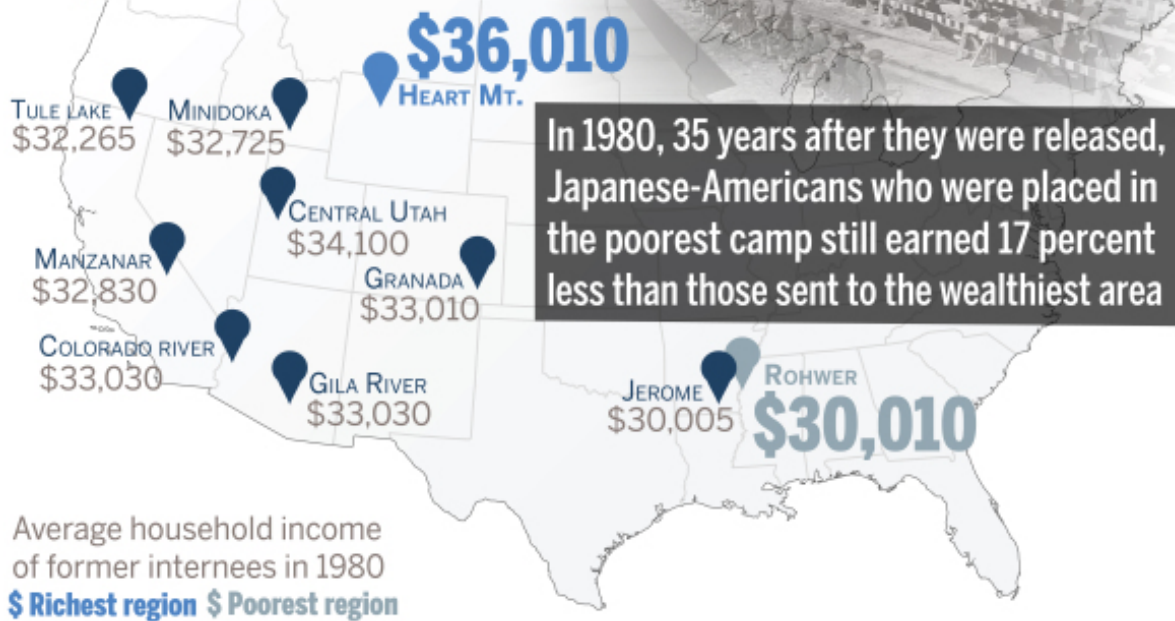 $36,010
HEART MT.
TULE LAKE
$32,265
MINIDOKA
$32,725
In 1980, 35 years after they were released,
Japanese-Americans who were placed in
the poorest camp still earned 17 percent
less than those sent to the wealthiest area
CENTRAL UTAH
$34,100
MANZANAR
$32,830
GRANADA
$33,010
COLORADO RIVER
$33,030
GILA RIVER
$33,030
JEROME
$30,005
ROHWER
$30,010
Average household income
of former internees in 1980
$ Richest region $ Poorest region